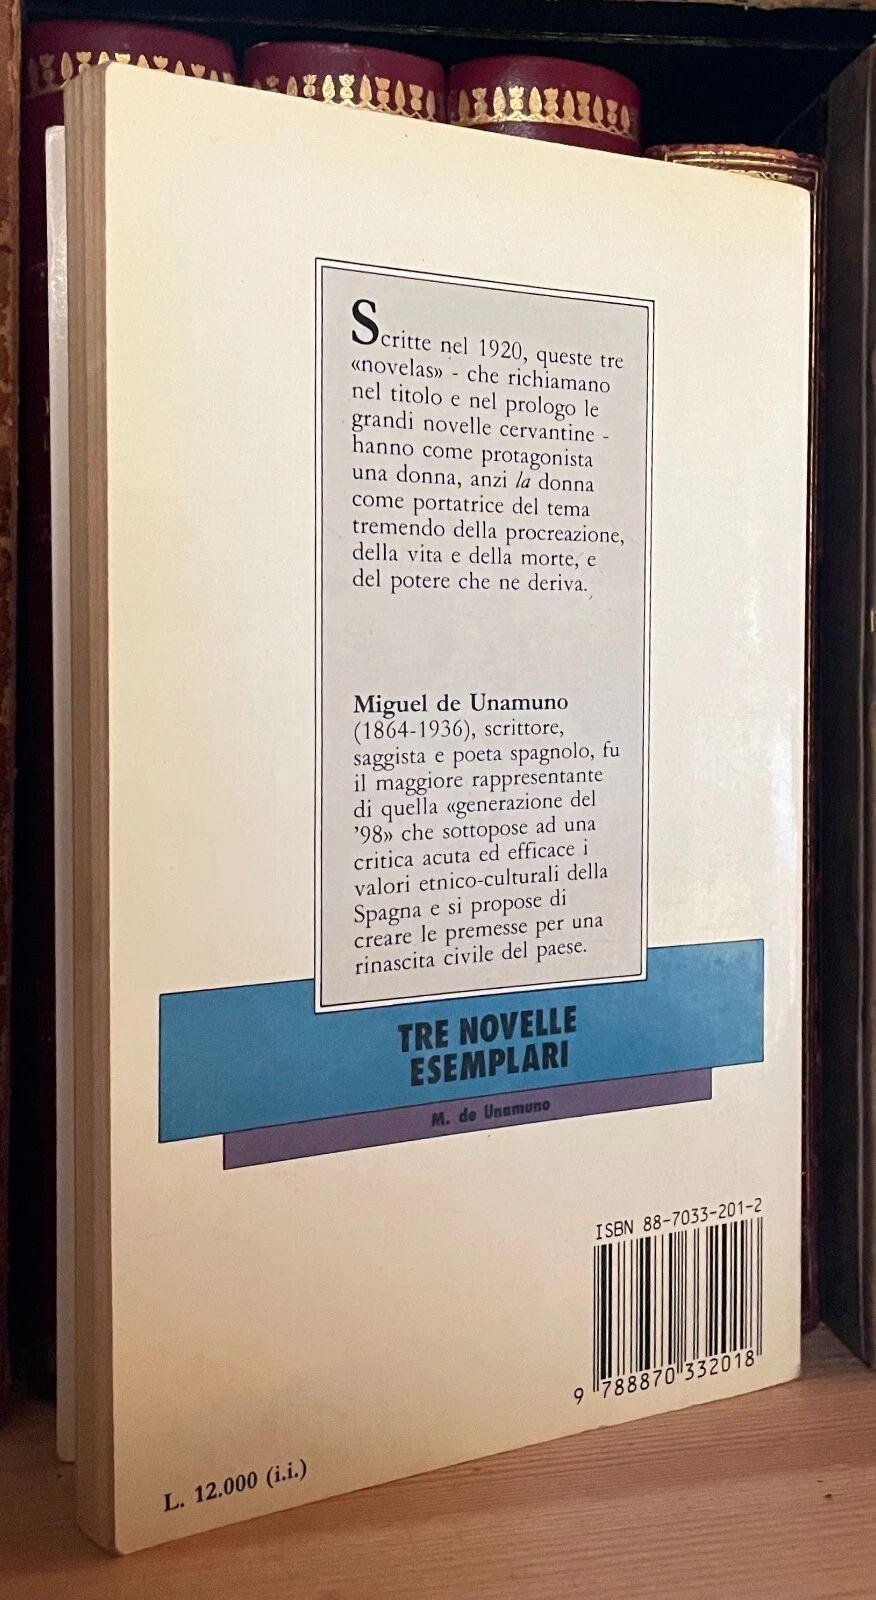 Scritte nel 1920, queste tre
«novelas» - che richiamano
nel titolo e nel prologo le
grandi novelle cervantine -
hanno come protagonista
una donna, anzi la donna
come portatrice del tema
tremendo della procreazione,
della vita e della morte, e
del potere che ne deriva.
Miguel de Unamuno
(1864-1936), scrittore,
saggista e poeta spagnolo, fu
il maggiore rappresentante
di quella «generazione del
’98» che sottopose ad una
critica acuta ed efficace i
valori etnico-culturali della
Spagna e si propose di
creare le premesse per una
rinascita civile del paese.
TRE NOVELLE
ESEMPLARI
M. de Unamuno
ISBN 88-7033-201-2
9 788870 332018
L. 12.000 (i.i.)